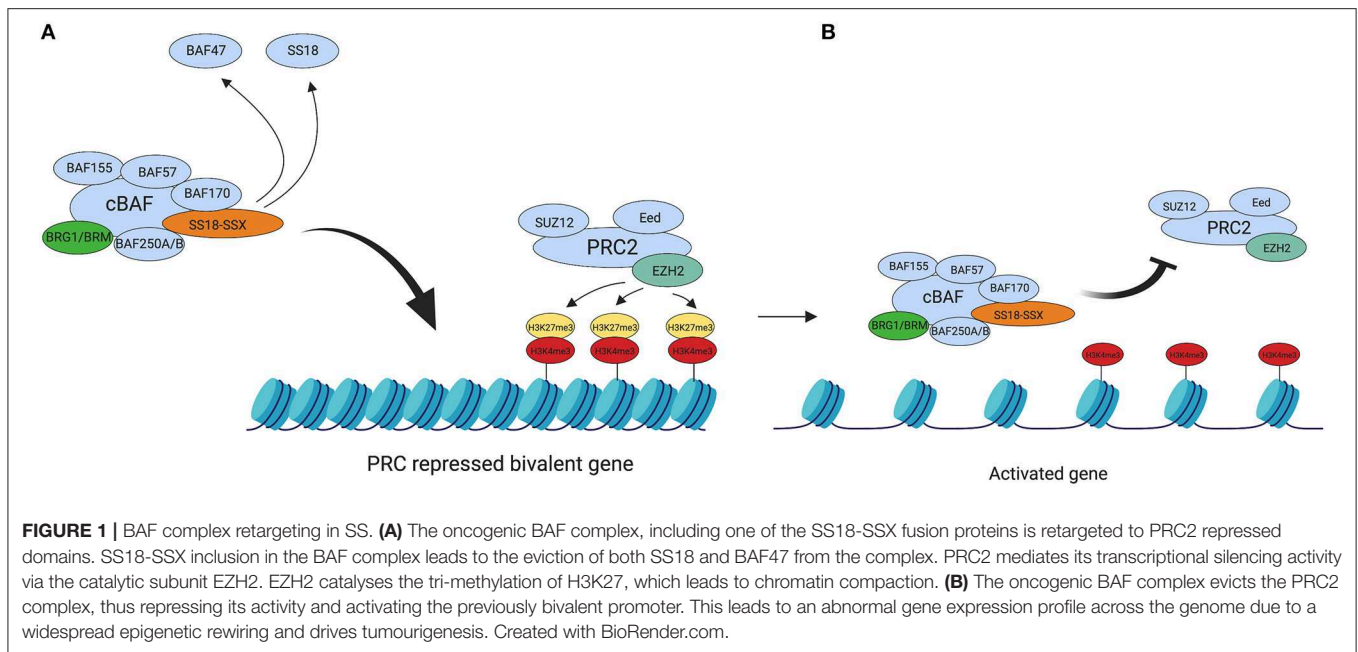 A
B
BAF47
SS18
BAF155
BAF57
BAF170
cBAF
SS18-SSX
BRG1/BRM
BAF250A/B
SUZ12
Eed
PRC2
EZH2
H3K27me3
H3K27me3
H3K27me3
H3K4me3
H3K4me3
H3K4me3
PRC repressed bivalent gene
SUZ12
Eed
PRC2
EZH2
BAF155
BAF57
BAF170
cBAF
SS18-SSX
BRG1/BRM
BAF250A/B
H3K4me3
H3K4me3
H3K4me3
Activated gene
FIGURE 1 | BAF complex retargeting in SS. (A) The oncogenic BAF complex, including one of the SS18-SSX fusion proteins is retargeted to PRC2 repressed
domains. SS18-SSX inclusion in the BAF complex leads to the eviction of both SS18 and BAF47 from the complex. PRC2 mediates its transcriptional silencing activity
via the catalytic subunit EZH2. EZH2 catalyses the tri-methylation of H3K27, which leads to chromatin compaction. (B) The oncogenic BAF complex evicts the PRC2
complex, thus repressing its activity and activating the previously bivalent promoter. This leads to an abnormal gene expression profile across the genome due to a
widespread epigenetic rewiring and drives tumourigenesis. Created with BioRender.com.